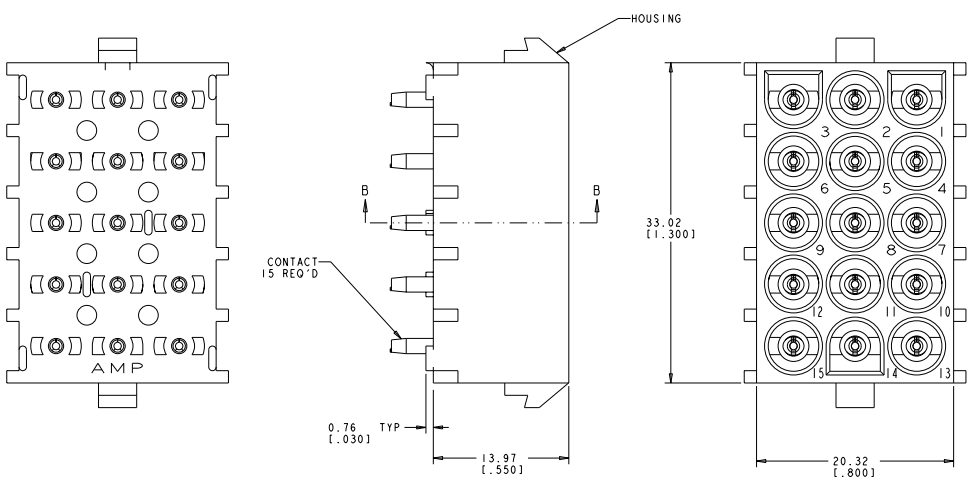 HOUSING
3 2 1
6 5 4
B B
33.02
[1.300]
9 8 7
CONTACT
15 REQ'D
12 11 10
AMP
15 14 13
0.76 TYP
[.030]
13.97
[.550]
20.32
[.800]